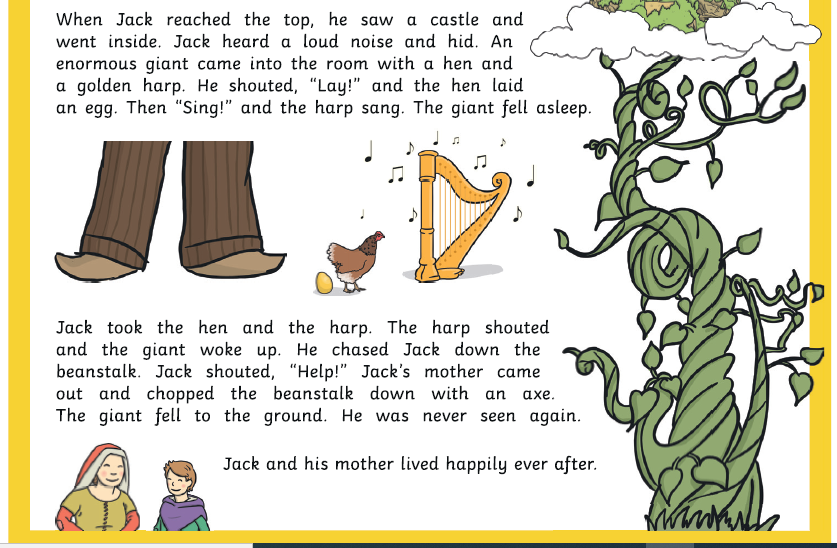 When Jack reached the top, he saw a castle and
went inside. Jack heard a loud noise and hid. An
enormous giant came into the room with a hen and
a golden harp. He shouted, “Lay!” and the hen laid
an egg. Then “Sing!” and the harp sang. The giant fell asleep.
Jack took the hen and the harp. The harp shouted
and the giant woke up. He chased Jack down the
beanstalk. Jack shouted, “Help!” Jack’s mother came
out and chopped the beanstalk down with an axe.
The giant fell to the ground. He was never seen again.
Jack and his mother lived happily ever after.